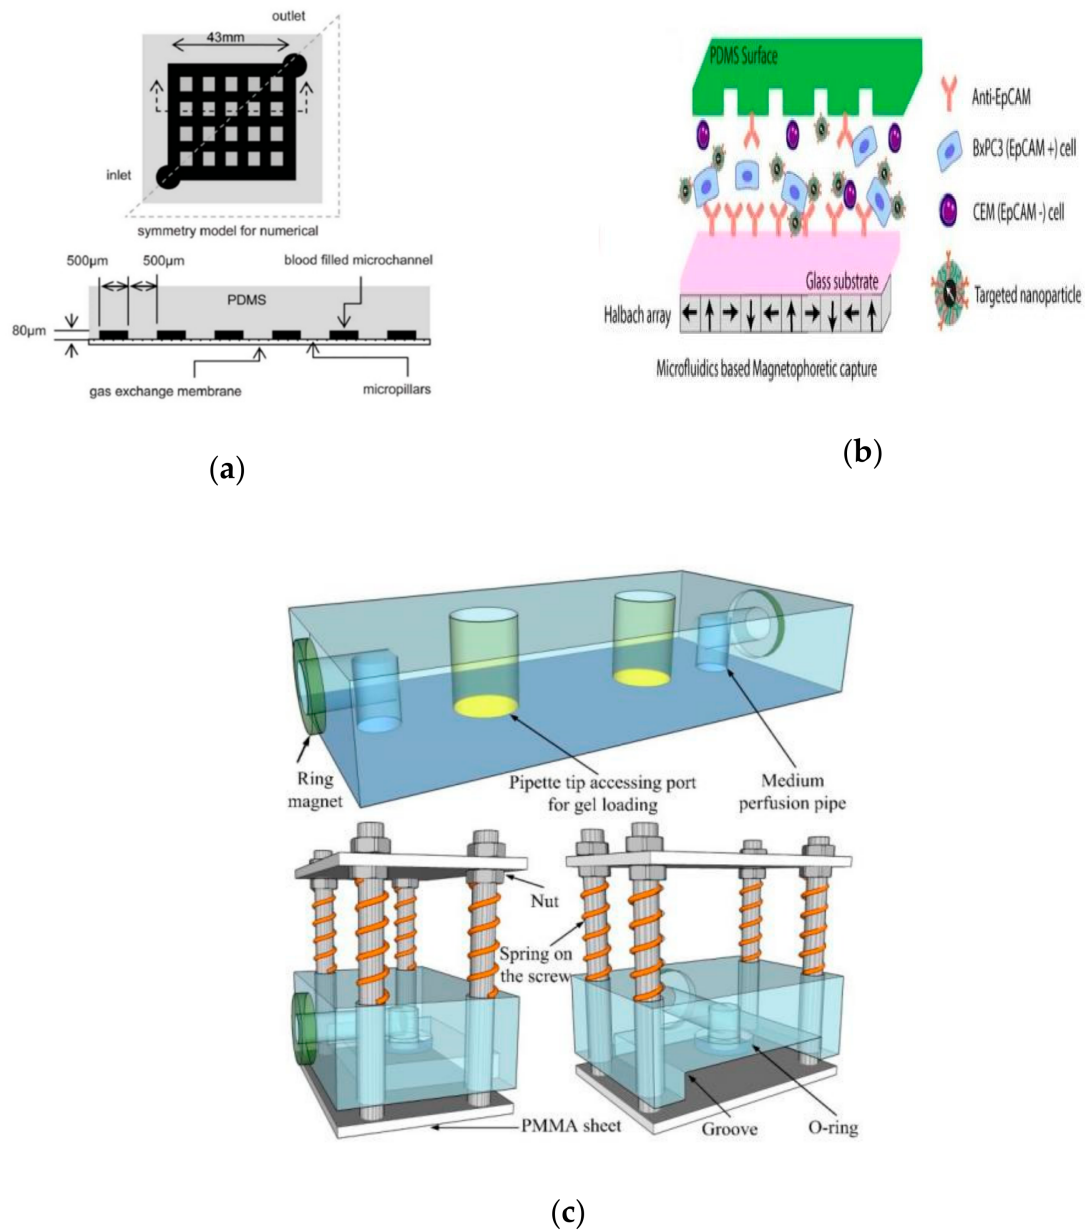 outlet
43mm
inlet
symmetry model for numerical
500µm
500µm
blood filled microchannel
PDMS
80µm
gas exchange membrane
micropillars
(a)
PDMS Surface
Anti-EpCAM
BxPC3 (EpCAM +) cell
CEM (EpCAM -) cell
Glass substrate
Targeted nanoparticle
Halbach array
Microfluidics based Magnetophoretic capture
(b)
Ring
magnet
Pipette tip accessing port
for gel loading
Medium
perfusion pipe
Nut
Spring on
the screw
PMMA sheet
Groove
O-ring
(c)